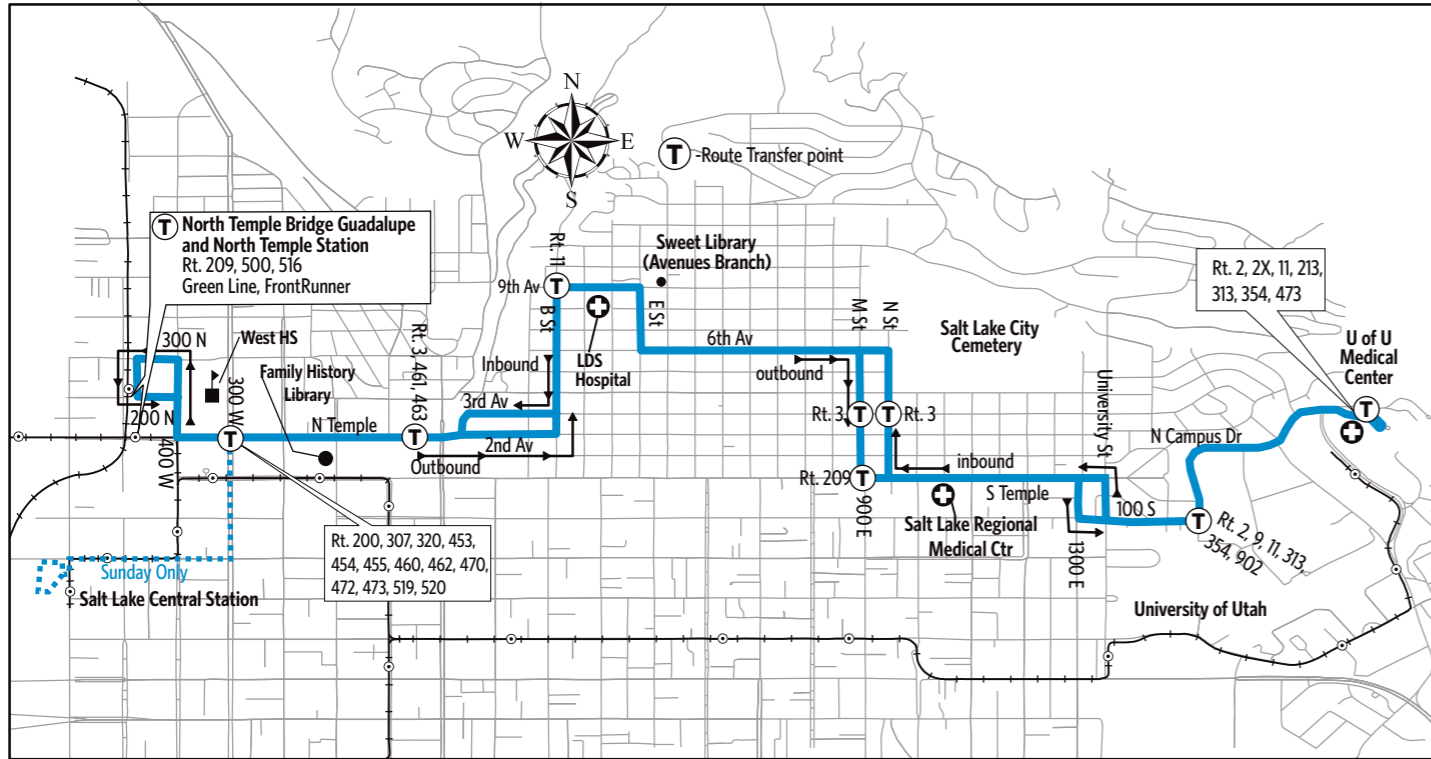 N
W
E
S
T
-Route Transfer point
T
North Temple Bridge Guadalupe
and North Temple Station
Rt. 209, 500, 516
Green Line, FrontRunner
300 N
200 N
400 W
West HS
300 W
T
Family History
Library
N Temple
Rt. 3, 461, 463
T
Outbound
3rd Av
2nd Av
Inbound
B St
Rt. 11
9th Av
T
LDS
Hospital
Sweet Library
(Avenues Branch)
E St
6th Av
outbound
M St
N St
Rt. 3
T
T
Rt. 3
Salt Lake City
Cemetery
Rt. 209
T
900 E
inbound
S Temple
Salt Lake Regional
Medical Ctr
University St
1300 E
100 S
T
Rt. 2, 9, 11, 313,
354, 902
N Campus Dr
Rt. 2, 2X, 11, 213,
313, 354, 473
U of U
Medical
Center
T
University of Utah
Rt. 200, 307, 320, 453,
454, 455, 460, 462, 470,
472, 473, 519, 520
Sunday Only
Salt Lake Central Station